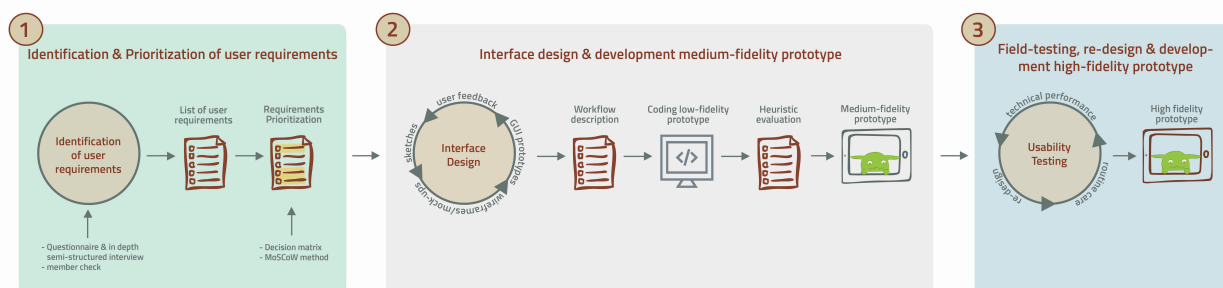 1
Identification & Prioritization of user requirements
Identification
of user
requirements
List of user
requirements
Requirements
Prioritization
- Questionnaire & in depth
semi-structured interview
- member check
- Decision matrix
- MoSCoW method
2
Interface design & development medium-fidelity prototype
user feedback
GUI prototypes
wireframes/mock-ups
sketches
Interface
Design
Workflow
description
Coding low-fidelity
prototype
</>
Heuristic
evaluation
Medium-fidelity
prototype
3
Field-testing, re-design & develop-
ment high-fidelity prototype
technical performance
routine care
re-design
Usability
Testing
High fidelity
prototype